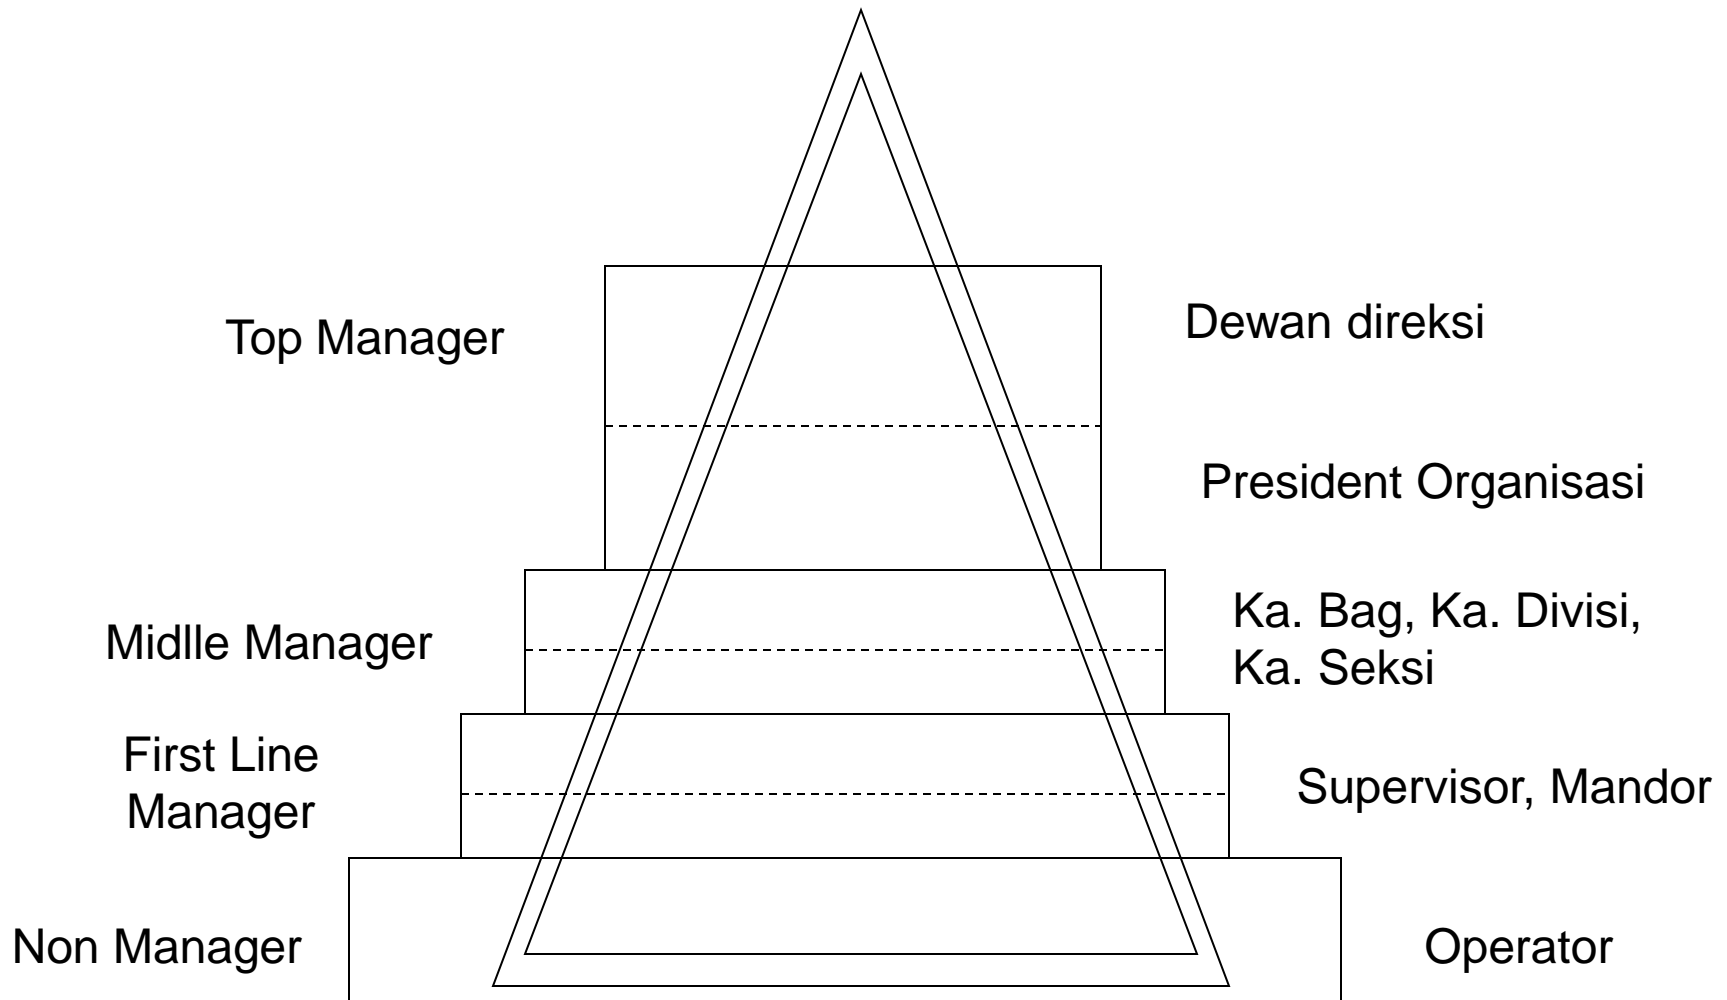 Top Manager
Dewan direksi
President Organisasi
Midlle Manager
Ka. Bag, Ka. Divisi,
Ka. Seksi
First Line
Manager
Supervisor, Mandor
Non Manager
Operator